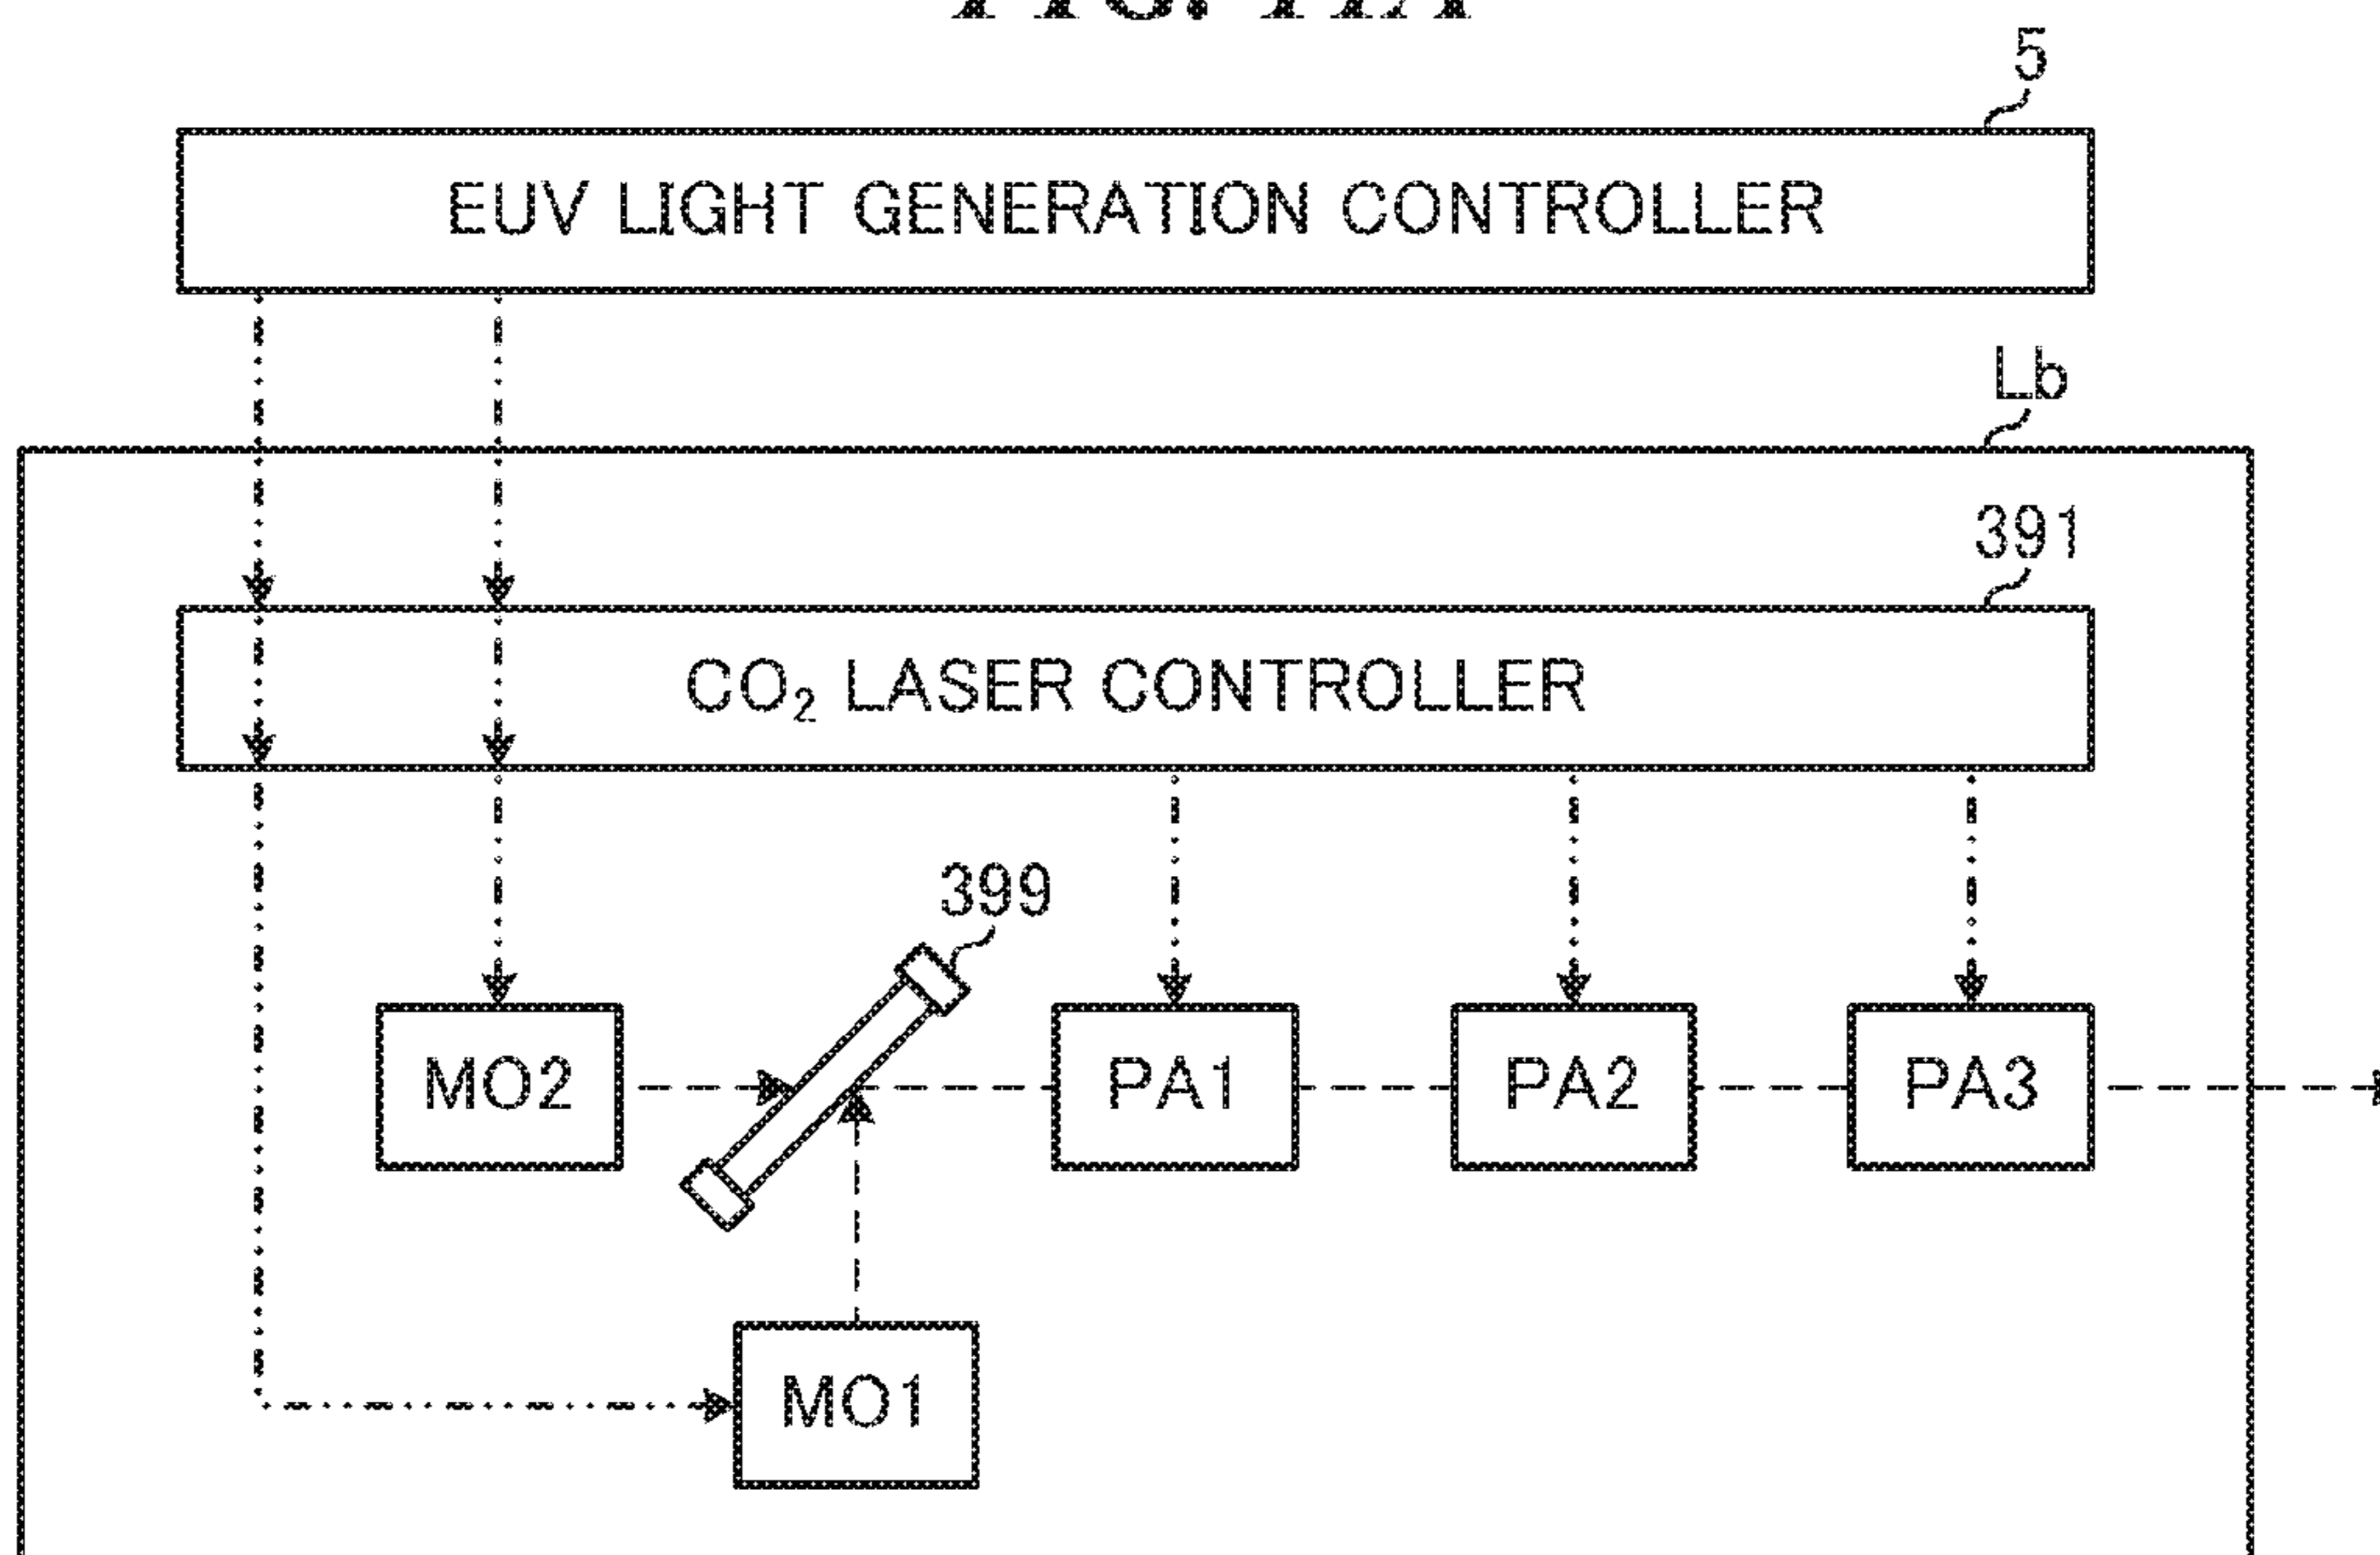 5
EUV LIGHT GENERATION CONTROLLER
Lb
391
CO₂ LASER CONTROLLER
399
MO2
PA1
PA2
PA3
MO1